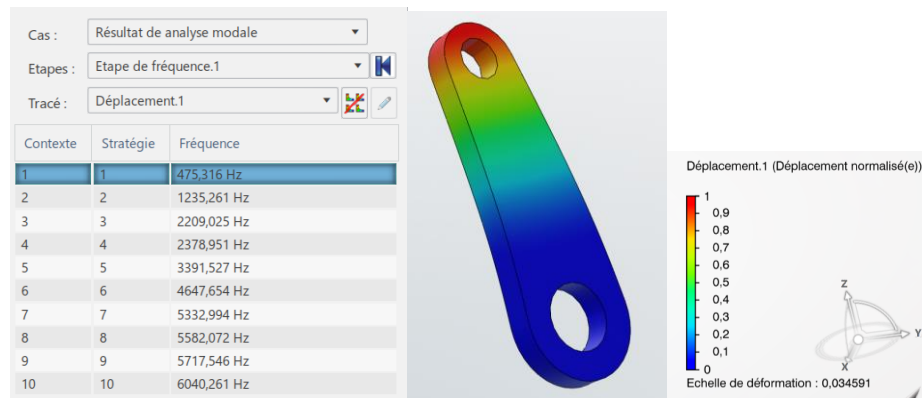 Cas : Résultat de analyse modale
Etapes : Etape de fréquence.1
Tracé : Déplacement.1
Contexte Stratégie Fréquence
1 1 475,316 Hz
2 2 1235,261 Hz
3 3 2209,025 Hz
4 4 2378,951 Hz
5 5 3391,527 Hz
6 6 4647,654 Hz
7 7 5332,994 Hz
8 8 5582,072 Hz
9 9 5717,546 Hz
10 10 6040,261 Hz
Déplacement.1 (Déplacement normalisé(e))
1
0,9
0,8
0,7
0,6
0,5
0,4
0,3
0,2
0,1
0
Z
Y
X
Echelle de déformation : 0,034591